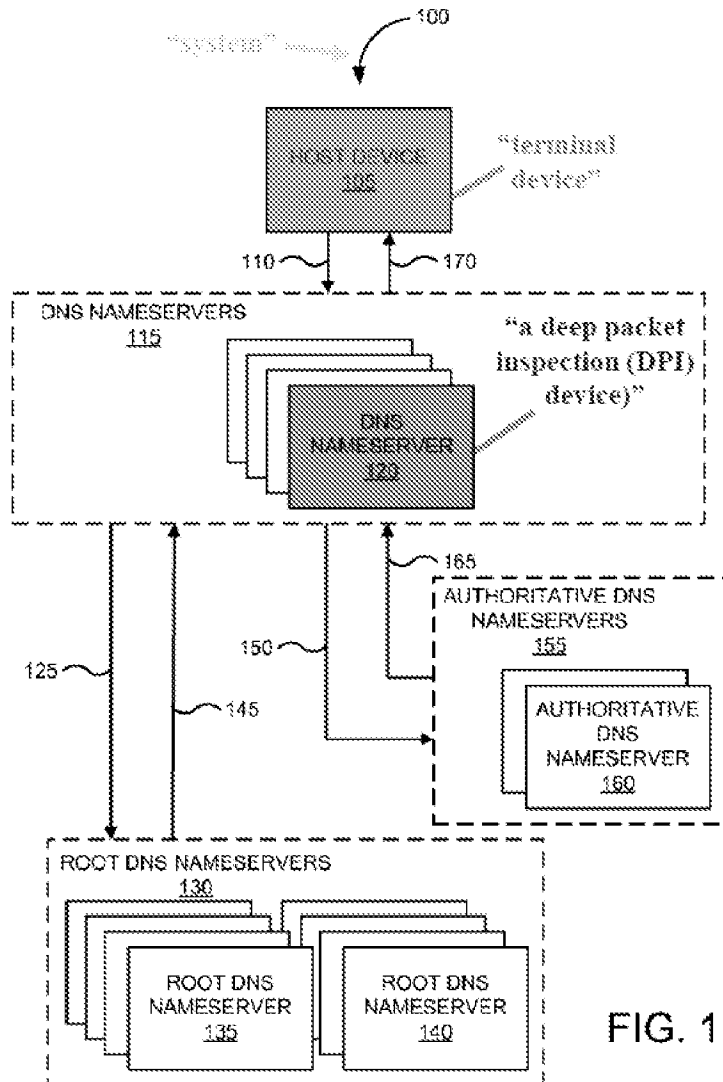 100
“system”
HOST DEVICE
105
“terminal
device”
110
170
DNS NAMESERVERS
115
“a deep packet
inspection (DPI)
device)”
DNS
NAMESERVER
120
165
AUTHORITATIVE DNS
NAMESERVERS
155
150
125
145
AUTHORITATIVE
DNS
NAMESERVER
160
ROOT DNS NAMESERVERS
130
ROOT DNS
NAMESERVER
135
ROOT DNS
NAMESERVER
140
FIG. 1